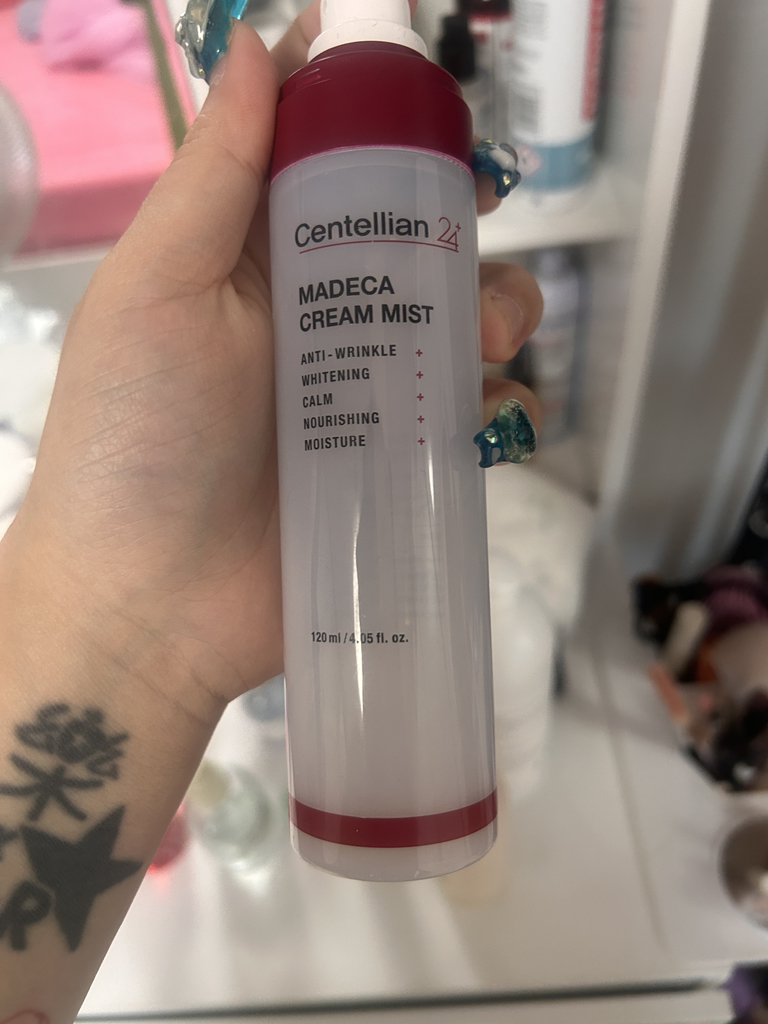 Centellian 24+
MADECA
CREAM MIST
ANTI-WRINKLE +
WHITENING +
CALM +
NOURISHING +
MOISTURE +
120 ml / 4.05 fl. oz.